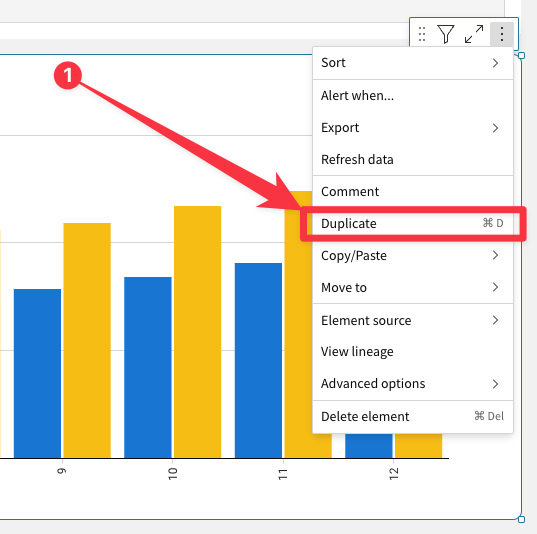 1
Sort
Alert when...
Export
Refresh data
Comment
Duplicate ⌘ D
Copy/Paste
Move to
Element source
View lineage
Advanced options
Delete element ⌘ Del
9 10 11 12